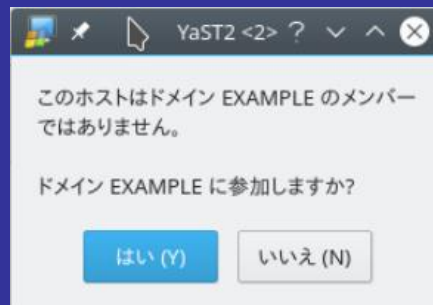 YaST2 <2>
このホストはドメイン EXAMPLE のメンバー
ではありません。
ドメイン EXAMPLE に参加しますか?
はい (Y) いいえ (N)